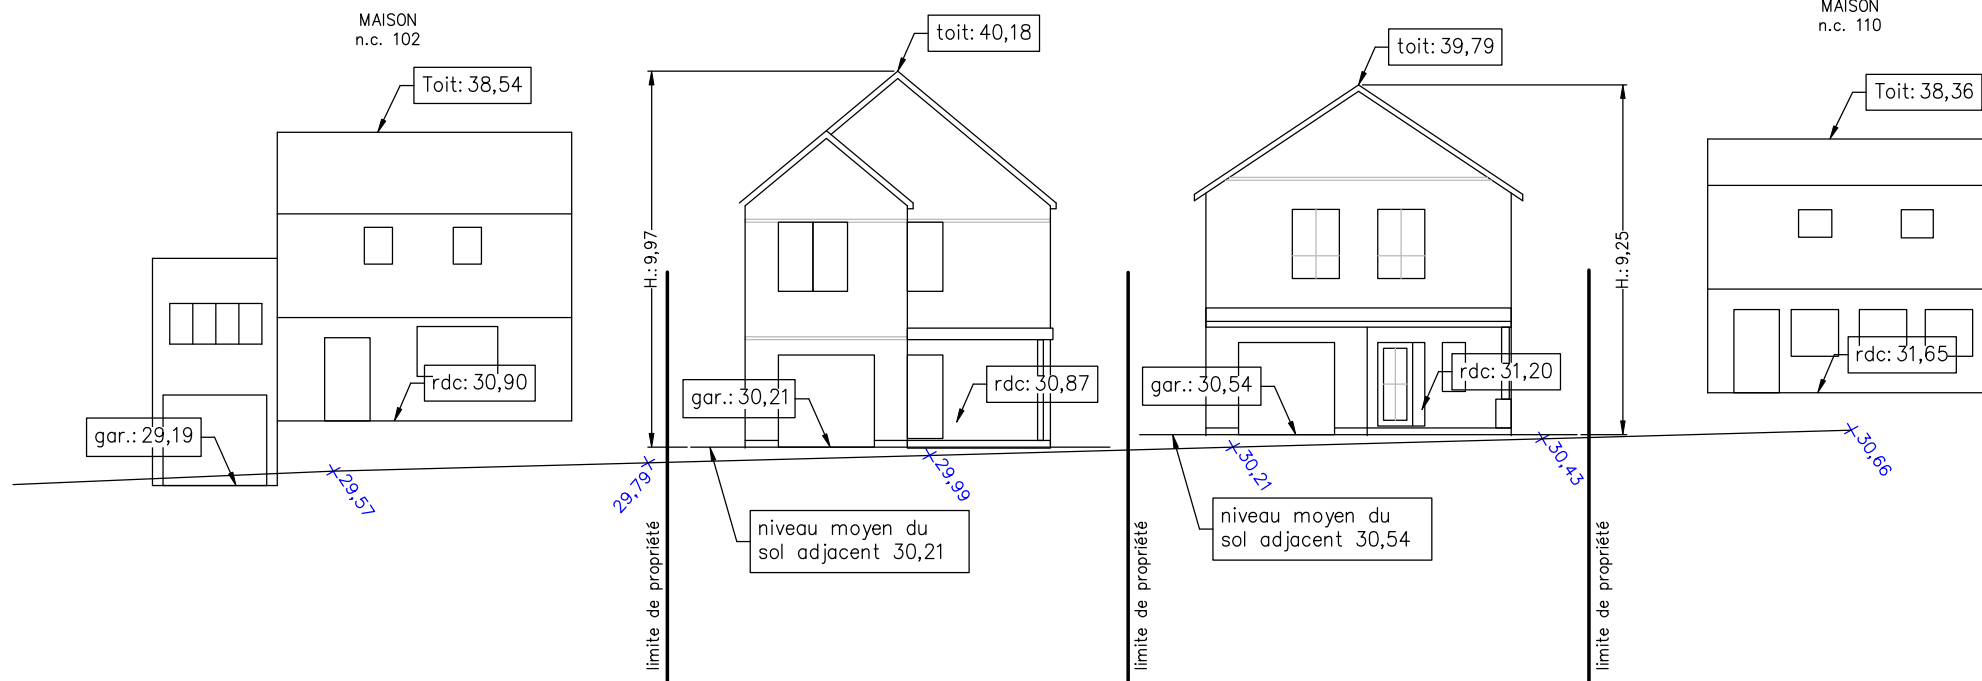 MAISON
n.c. 102
Toit: 38,54
rdc: 30,90
gar.: 29,19
29,57
toit: 40,18
H.: 9,97
gar.: 30,21
rdc: 30,87
29,79
29,99
niveau moyen du
sol adjacent 30,21
limite de propriété
limite de propriété
toit: 39,79
H.: 9,25
gar.: 30,54
rdc: 31,20
30,21
30,43
niveau moyen du
sol adjacent 30,54
limite de propriété
MAISON
n.c. 110
Toit: 38,36
rdc: 31,65
30,66